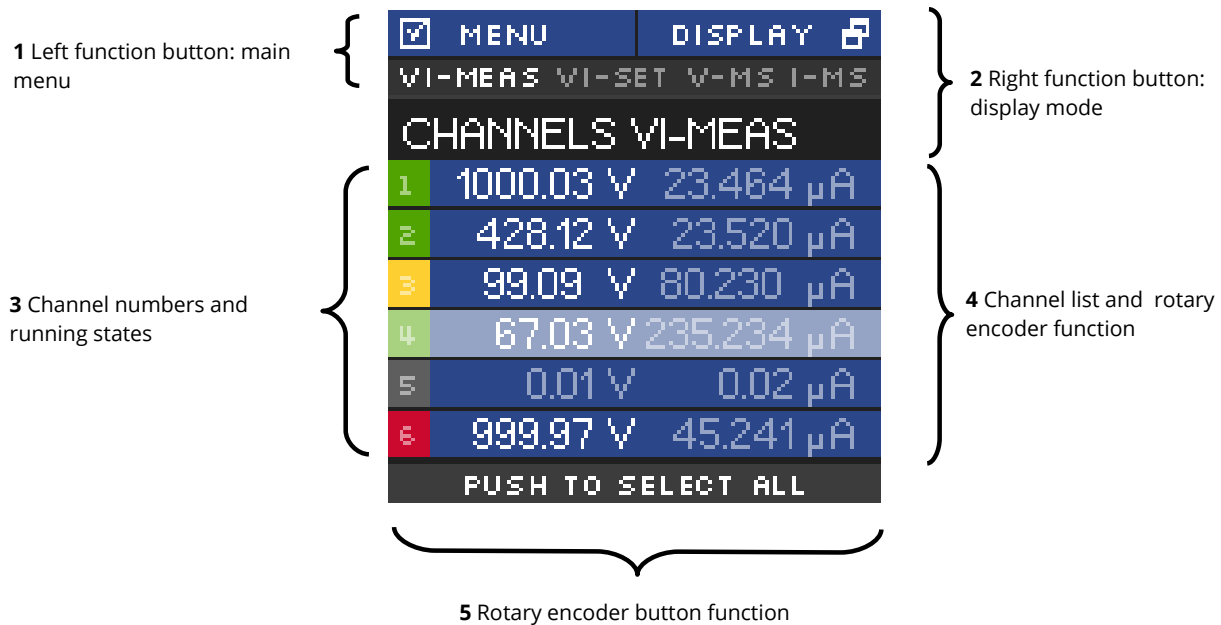 1 Left function button: main
menu
MENU
DISPLAY
VI-MEAS VI-SET V-MS I-MS
CHANNELS VI-MEAS
2 Right function button:
display mode
1 1000.03 V 23.464 µA
2 428.12 V 23.520 µA
3 99.09 V 80.230 µA
4 67.03 V 235.234 µA
5 0.01 V 0.02 µA
6 999.97 V 45.241 µA
PUSH TO SELECT ALL
3 Channel numbers and
running states
4 Channel list and rotary
encoder function
5 Rotary encoder button function